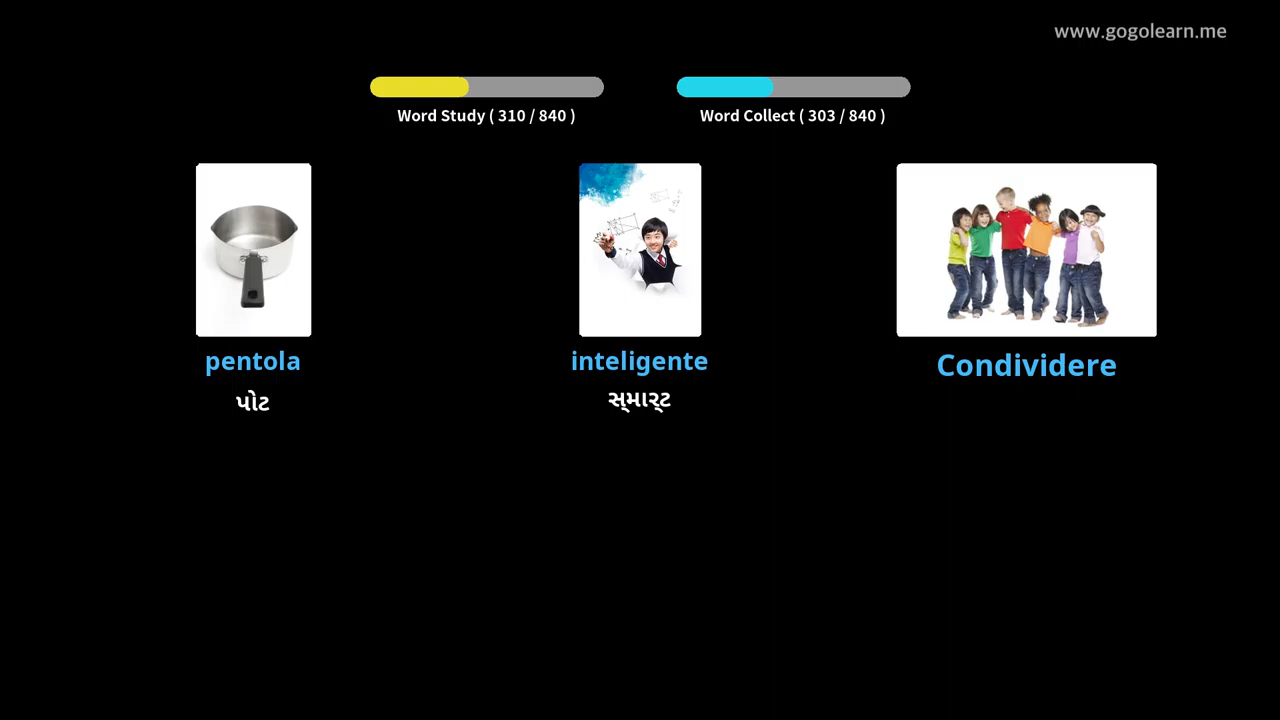 www.gogolearn.me
Word Study ( 310 / 840 )
Word Collect ( 303 / 840 )
pentola
inteligente
Condividere
પોટ
સ્માર્ટ